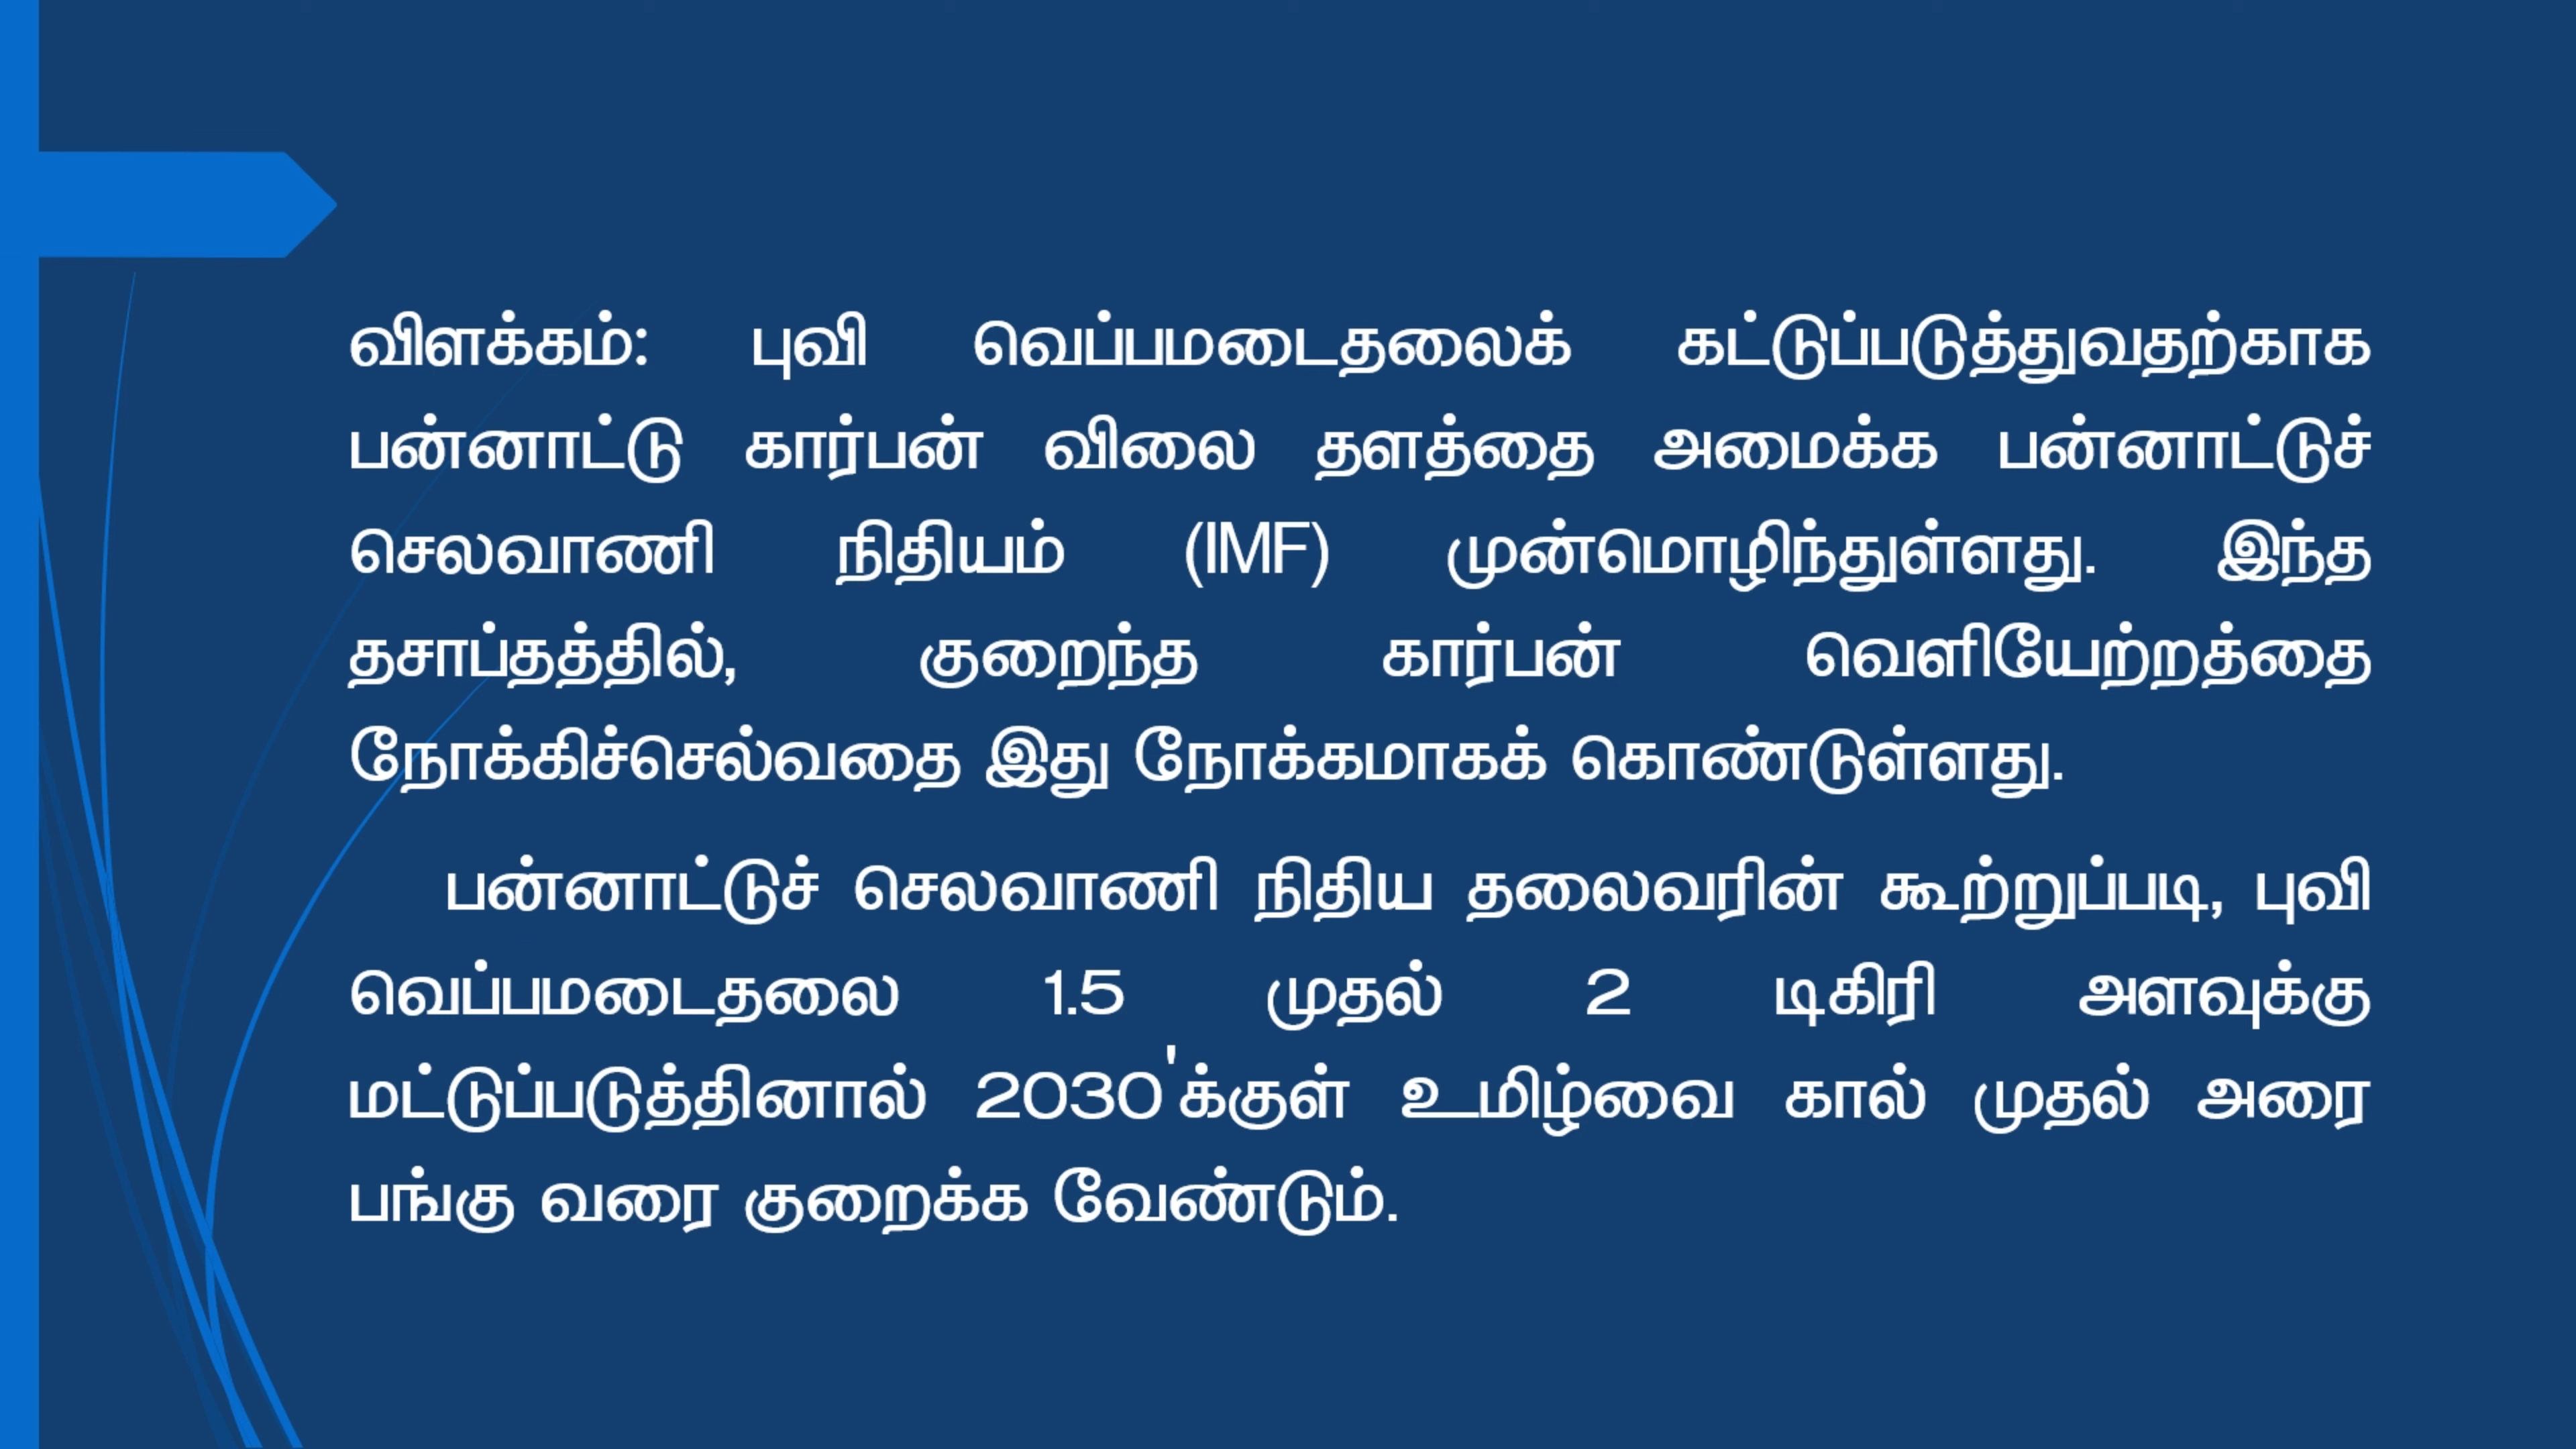 விளக்கம்: புவி வெப்பமடைதலைக் கட்டுப்படுத்துவதற்காக
பன்னாட்டு கார்பன் விலை தளத்தை அமைக்க பன்னாட்டுச்
செலவாணி நிதியம் (IMF) முன்மொழிந்துள்ளது. இந்த
தசாப்தத்தில், குறைந்த கார்பன் வெளியேற்றத்தை
நோக்கிச்செல்வதை இது நோக்கமாகக் கொண்டுள்ளது.
பன்னாட்டுச் செலவாணி நிதிய தலைவரின் கூற்றுப்படி, புவி
வெப்பமடைதலை 1.5 முதல் 2 டிகிரி அளவுக்கு
மட்டுப்படுத்தினால் 2030'க்குள் உமிழ்வை கால் முதல் அரை
பங்கு வரை குறைக்க வேண்டும்.